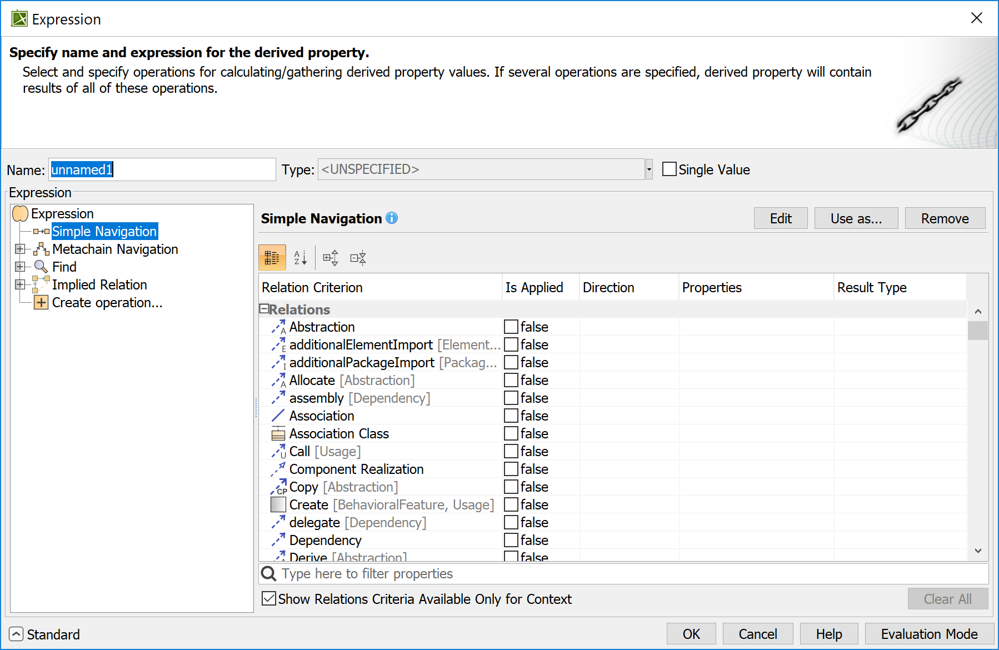 Expression
Specify name and expression for the derived property.
Select and specify operations for calculating/gathering derived property values. If several operations are specified, derived property will contain
results of all of these operations.
Name: unnamed1 Type: <UNSPECIFIED> Single Value
Expression
Expression
Simple Navigation
Metachain Navigation
Find
Implied Relation
Create operation...
Simple Navigation Edit Use as... Remove
Relation Criterion Is Applied Direction Properties Result Type
Relations
Abstraction false
additionalElementImport [Element... false
additionalPackageImport [Packag... false
Allocate [Abstraction] false
assembly [Dependency] false
Association false
Association Class false
Call [Usage] false
Component Realization false
Copy [Abstraction] false
Create [BehavioralFeature, Usage] false
delegate [Dependency] false
Dependency false
Derive [Abstraction] false
Type here to filter properties
Show Relations Criteria Available Only for Context Clear All
Standard OK Cancel Help Evaluation Mode